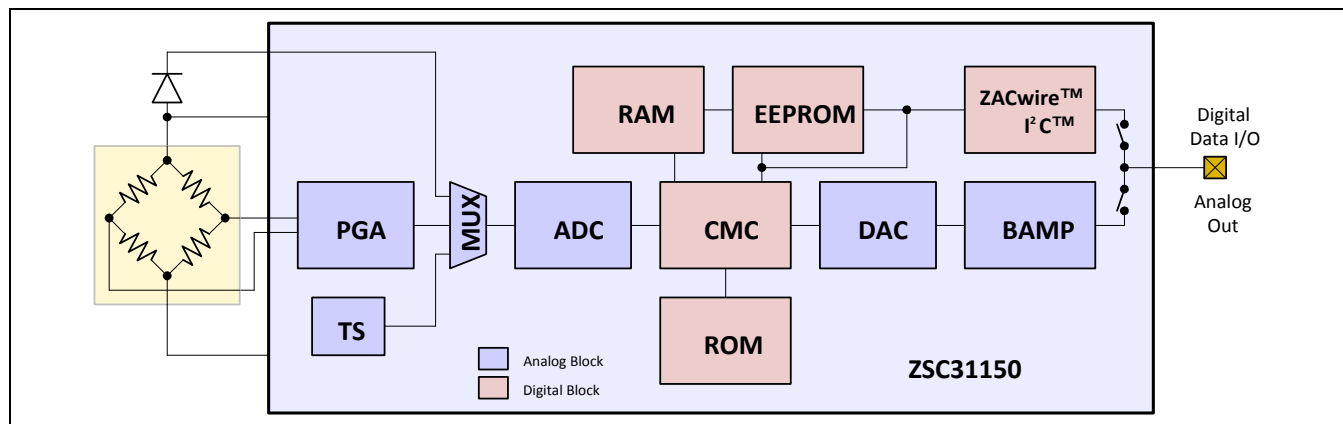 RAM
EEPROM
ZACwire™
I²C™
Digital
Data I/O
PGA
MUX
ADC
CMC
DAC
BAMP
Analog
Out
TS
ROM
Analog Block
Digital Block
ZSC31150